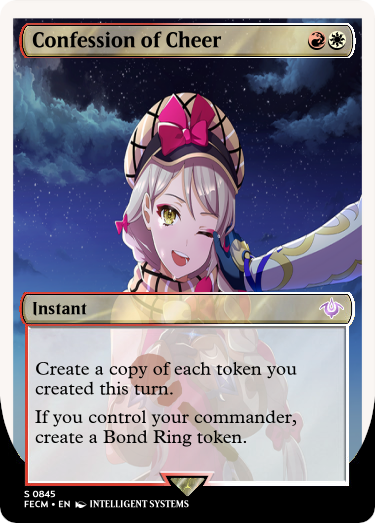 Confession of Cheer
Instant
Create a copy of each token you
created this turn.
If you control your commander,
create a Bond Ring token.
S 0845
FECM • EN INTELLIGENT SYSTEMS